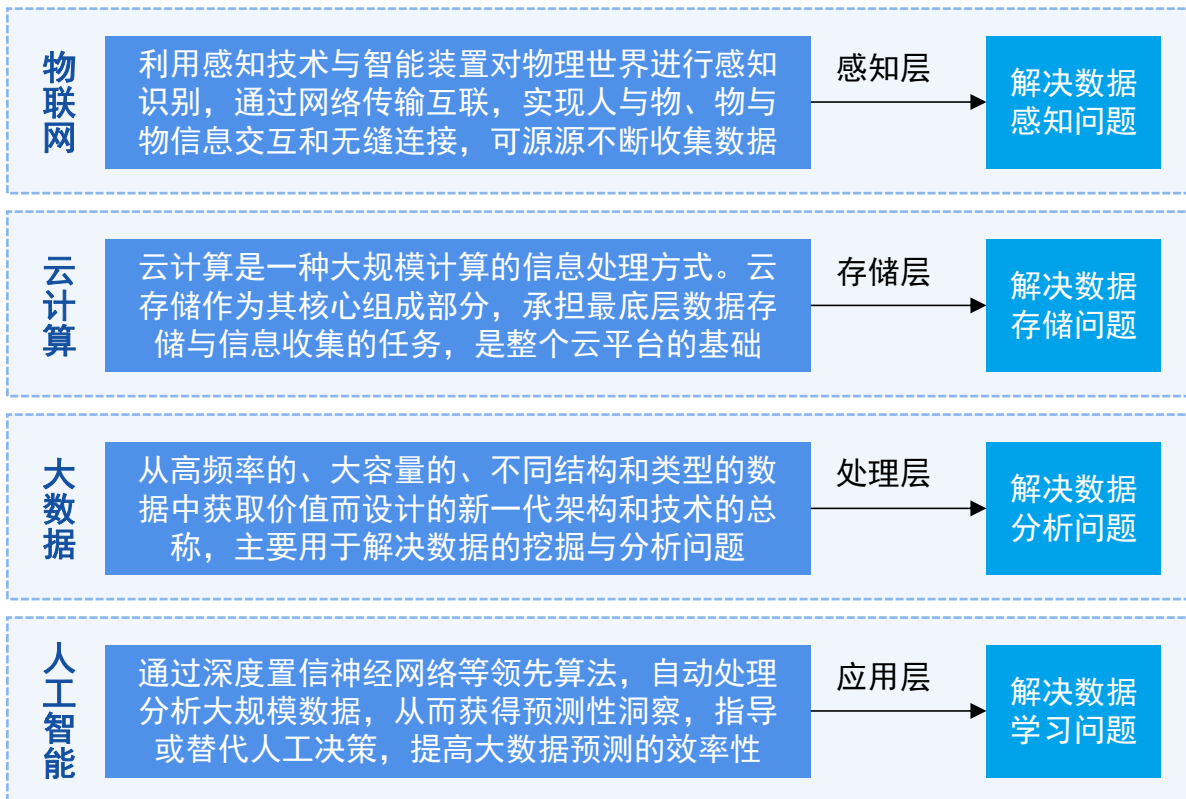 物联网
利用感知技术与智能装置对物理世界进行感知
识别，通过网络传输互联，实现人与物、物与
物信息交互和无缝连接，可源源不断收集数据
感知层
解决数据
感知问题
云计算
云计算是一种大规模计算的信息处理方式。云
存储作为其核心组成部分，承担最底层数据存
储与信息收集的任务，是整个云平台的基础
存储层
解决数据
存储问题
大数据
从高频率的、大容量的、不同结构和类型的数
据中获取价值而设计的新一代架构和技术的总
称，主要用于解决数据的挖掘与分析问题
处理层
解决数据
分析问题
人工智能
通过深度置信神经网络等领先算法，自动处理
分析大规模数据，从而获得预测性洞察，指导
或替代人工决策，提高大数据预测的效率性
应用层
解决数据
学习问题